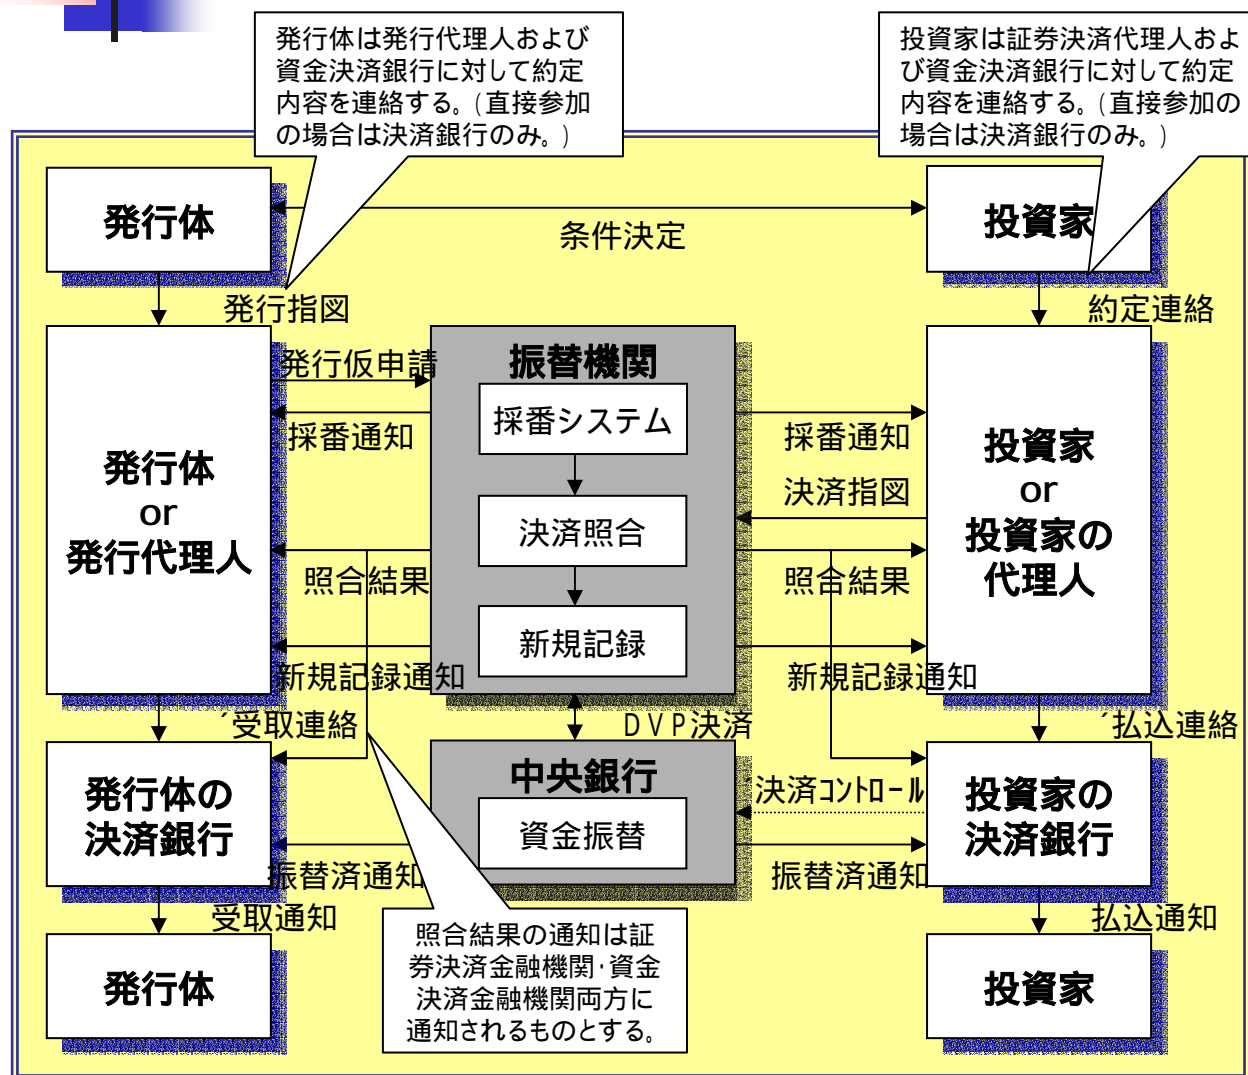 発行体は発行代理人および
資金決済銀行に対して約定
内容を連絡する。(直接参加
の場合は決済銀行のみ。)
投資家は証券決済代理人およ
び資金決済銀行に対して約定
内容を連絡する。(直接参加の
場合は決済銀行のみ。)
発行体
条件決定
投資家
発行指図
約定連絡
発行仮申請
振替機関
採番システム
採番通知
採番通知
発行体
or
発行代理人
投資家
or
投資家の
代理人
決済指図
決済照合
照合結果
照合結果
新規記録
新規記録通知
新規記録通知
´受取連絡
DVP決済
´払込連絡
発行体の
決済銀行
中央銀行
資金振替
´決済コントロール
投資家の
決済銀行
振替済通知
振替済通知
受取通知
払込通知
発行体
照合結果の通知は証
券決済金融機関・資金
決済金融機関両方に
通知されるものとする。
投資家